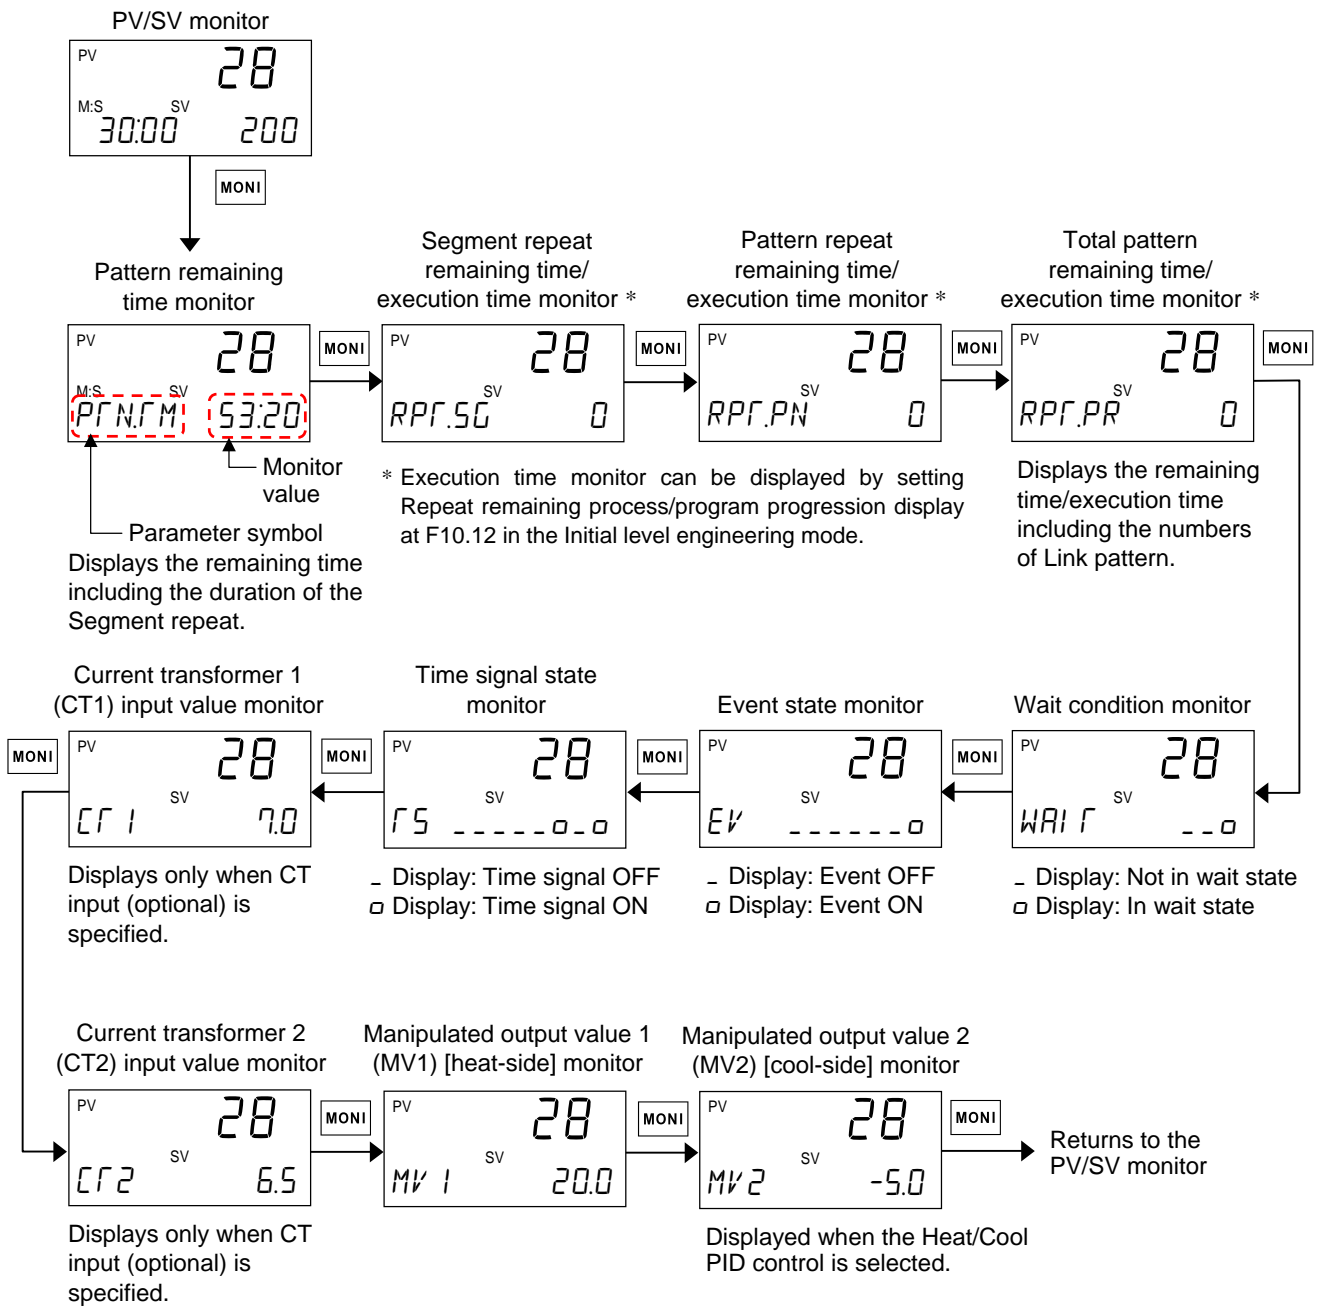 PV/SV monitor
PV
28
M:S SV
30:00 200
MONI
Pattern remaining
time monitor
PV
28
M:S SV
PTN.TM 53:20
Monitor
value
Parameter symbol
Displays the remaining time
including the duration of the
Segment repeat.
MONI
Segment repeat
remaining time/
execution time monitor *
PV
28
SV
RPT.SG 0
MONI
Pattern repeat
remaining time/
execution time monitor *
PV
28
SV
RPT.PN 0
MONI
Total pattern
remaining time/
execution time monitor *
PV
28
SV
RPT.PR 0
MONI
* Execution time monitor can be displayed by setting
Repeat remaining process/program progression display
at F10.12 in the Initial level engineering mode.
Displays the remaining
time/execution time
including the numbers
of Link pattern.
Wait condition monitor
PV
28
SV
WAIT _ _ o
_ Display: Not in wait state
o Display: In wait state
MONI
Event state monitor
PV
28
SV
EV _ _ _ _ _ _ o
_ Display: Event OFF
o Display: Event ON
MONI
Time signal state
monitor
PV
28
SV
TS _ _ _ _ _ o _ o
_ Display: Time signal OFF
o Display: Time signal ON
MONI
Current transformer 1
(CT1) input value monitor
PV
28
SV
CT1 7.0
Displays only when CT
input (optional) is
specified.
MONI
Current transformer 2
(CT2) input value monitor
PV
28
SV
CT2 6.5
Displays only when CT
input (optional) is
specified.
MONI
Manipulated output value 1
(MV1) [heat-side] monitor
PV
28
SV
MV1 20.0
MONI
Manipulated output value 2
(MV2) [cool-side] monitor
PV
28
SV
MV2 -5.0
Displayed when the Heat/Cool
PID control is selected.
MONI
Returns to the
PV/SV monitor